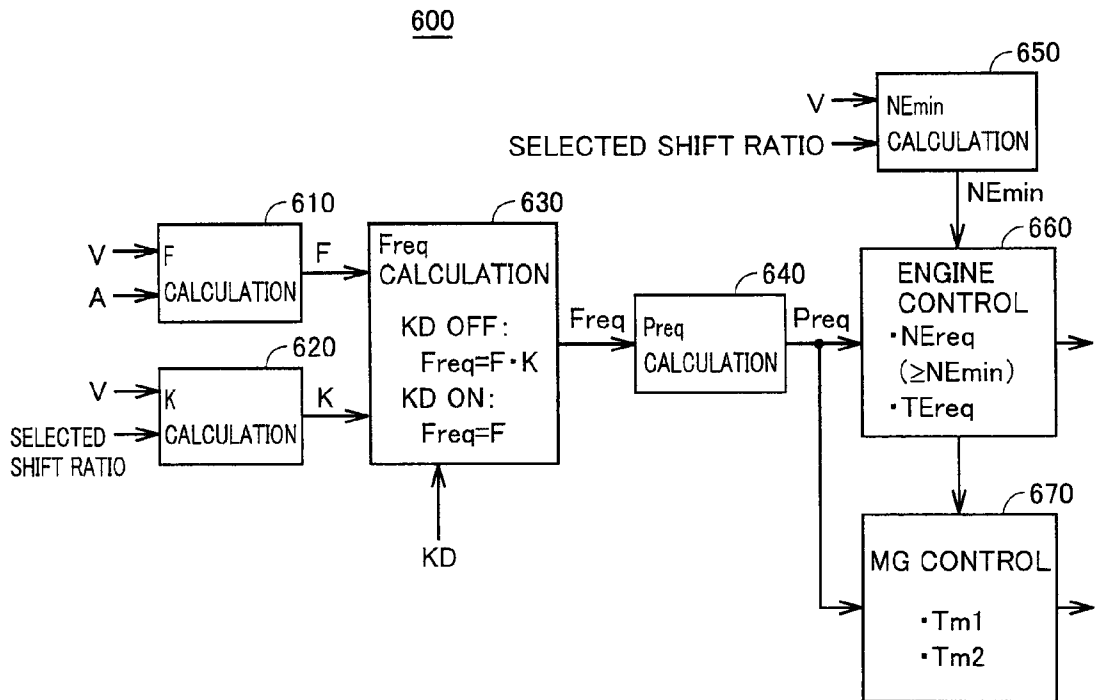 600
650
V
NEmin
CALCULATION
SELECTED SHIFT RATIO
NEmin
610
V
A
F
CALCULATION
F
620
V
SELECTED
SHIFT RATIO
K
CALCULATION
K
630
Freq
CALCULATION
KD OFF:
Freq=F・K
KD ON:
Freq=F
KD
Freq
640
Preq
CALCULATION
Preq
660
ENGINE
CONTROL
・NEreq
(≥NEmin)
・TEreq
670
MG CONTROL
・Tm1
・Tm2